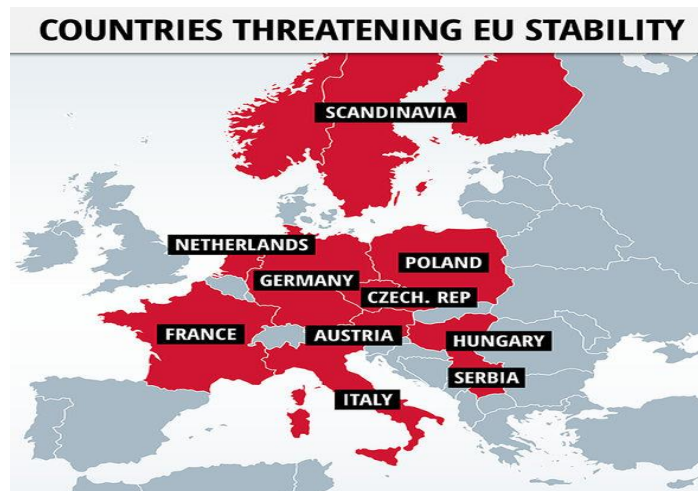 COUNTRIES THREATENING EU STABILITY
SCANDINAVIA
NETHERLANDS
POLAND
GERMANY
CZECH. REP
FRANCE
AUSTRIA
HUNGARY
SERBIA
ITALY